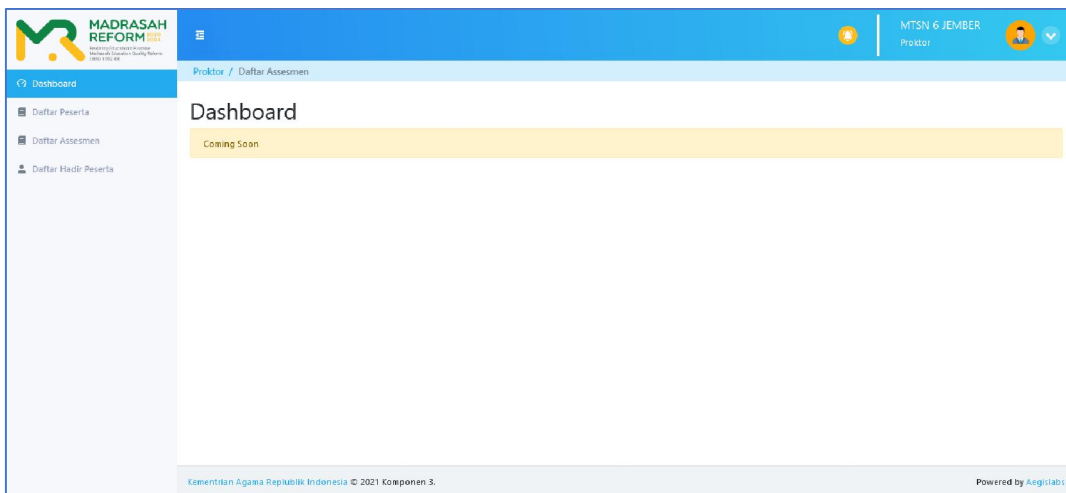 MADRASAH
REFORM
MTSN 6 JEMBER
Proktor
Proktor / Daftar Assesmen
Dashboard
Daftar Peserta
Daftar Assesmen
Daftar Hadir Peserta
Dashboard
Coming Soon
Kementrian Agama Replublik Indonesia © 2021 Komponen 3.
Powered by Aegislabs